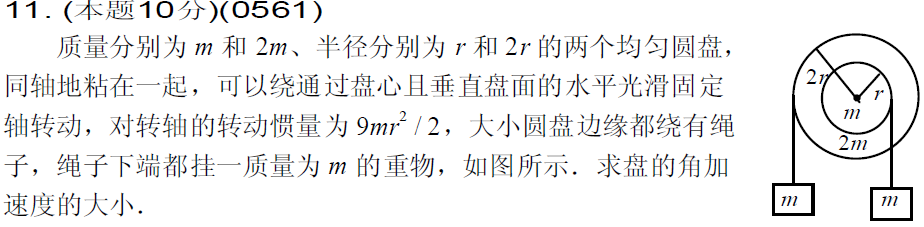 11. (本题10分)(0561)
质量分别为 m 和 2m、半径分别为 r 和 2r 的两个均匀圆盘,
同轴地粘在一起,可以绕通过盘心且垂直盘面的水平光滑固定
轴转动,对转轴的转动惯量为 9mr² / 2,大小圆盘边缘都绕有绳
子,绳子下端都挂一质量为 m 的重物,如图所示.求盘的角加
速度的大小.
2r
r
m
2m
m
m